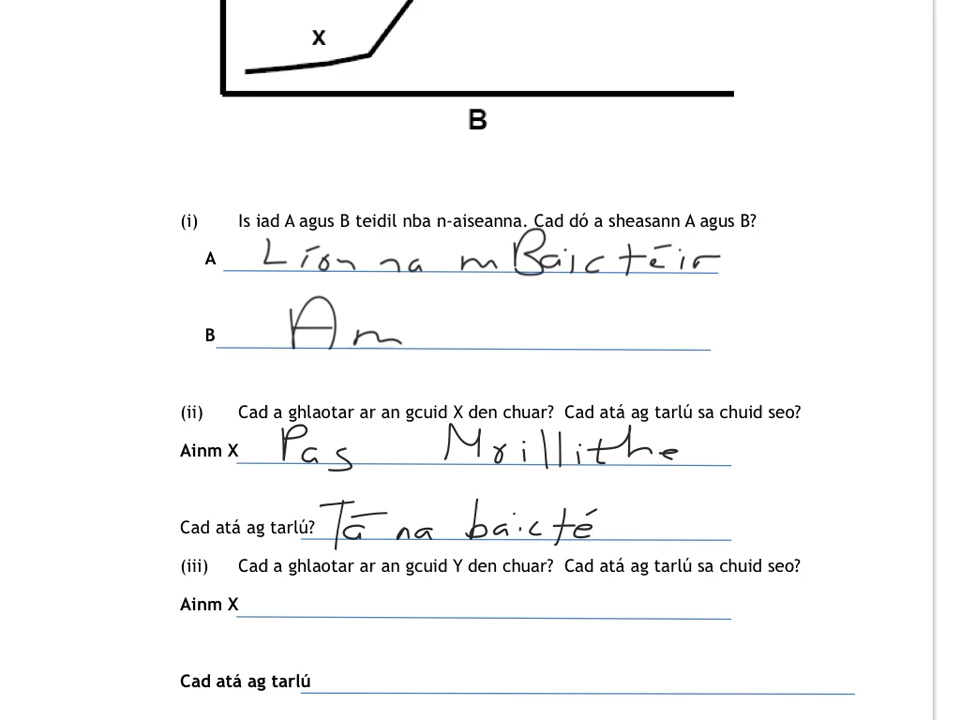 X
B
(i) Is iad A agus B teidil nba n-aiseanna. Cad dó a sheasann A agus B?
A Líon na mBaictéir
B Am
(ii) Cad a ghlaotar ar an gcuid X den chuar? Cad atá ag tarlú sa chuid seo?
Ainm X Pas Mrillithe
Cad atá ag tarlú? Tá na baicté
(iii) Cad a ghlaotar ar an gcuid Y den chuar? Cad atá ag tarlú sa chuid seo?
Ainm X
Cad atá ag tarlú